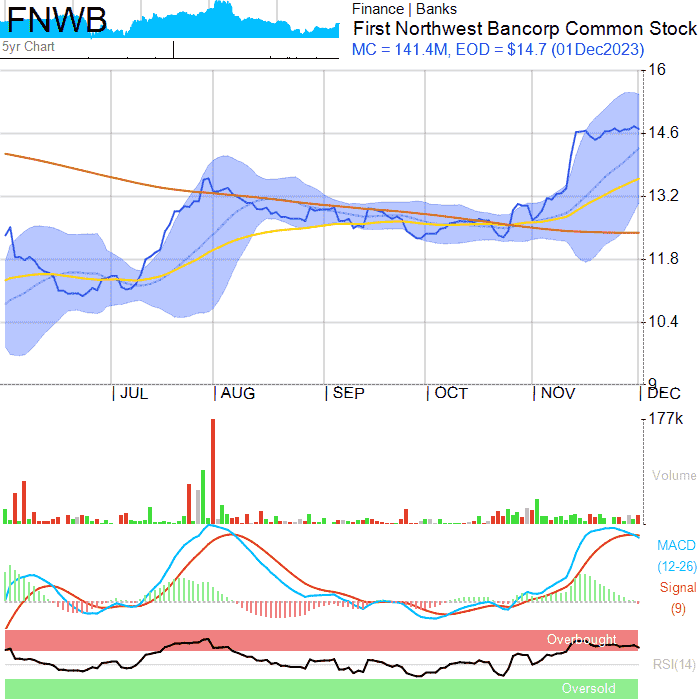 FNWB
5yr Chart
Finance | Banks
First Northwest Bancorp Common Stock
MC = 141.4M, EOD = $14.7 (01Dec2023)
16
14.6
13.2
11.8
10.4
9
JUL AUG SEP OCT NOV DEC
177k
Volume
MACD
(12-26)
Signal
(9)
Overbought
RSI(14)
Oversold